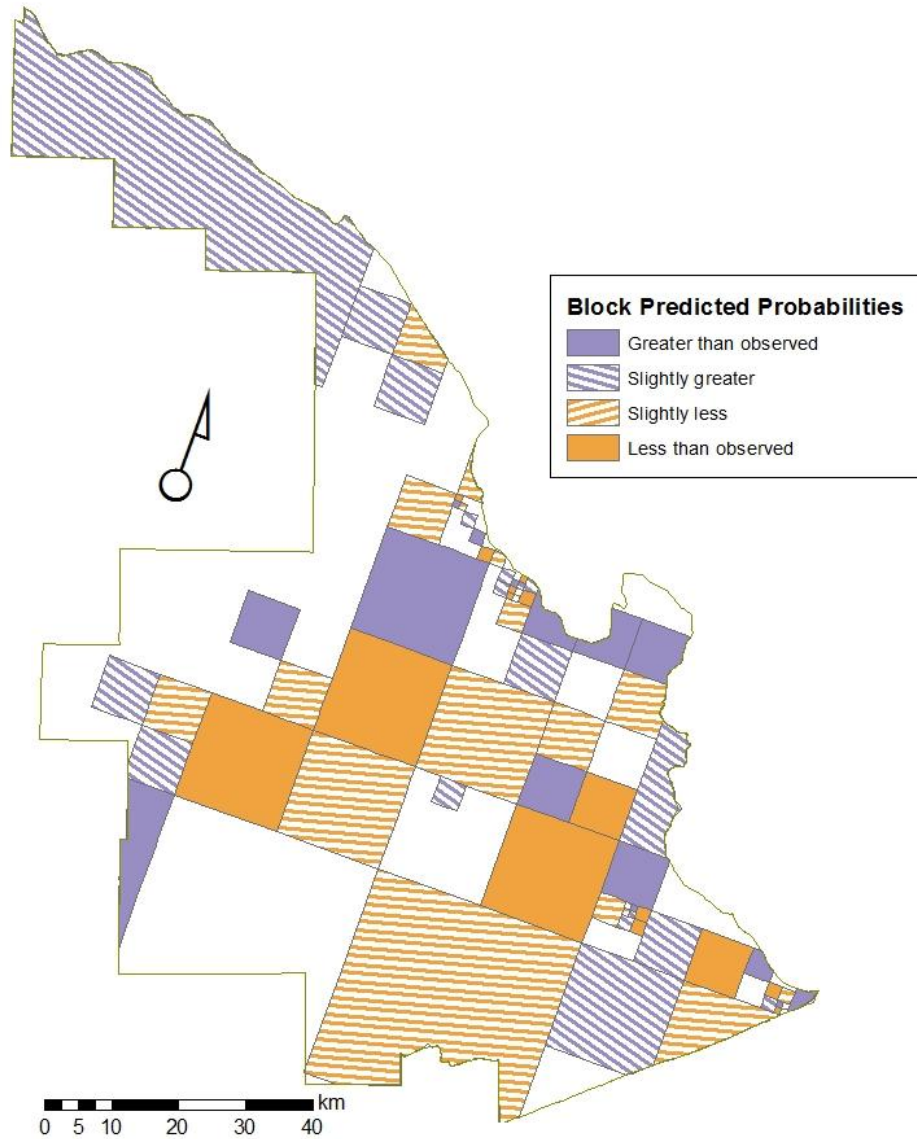 Block Predicted Probabilities
Greater than observed
Slightly greater
Slightly less
Less than observed
km
0 5 10 20 30 40